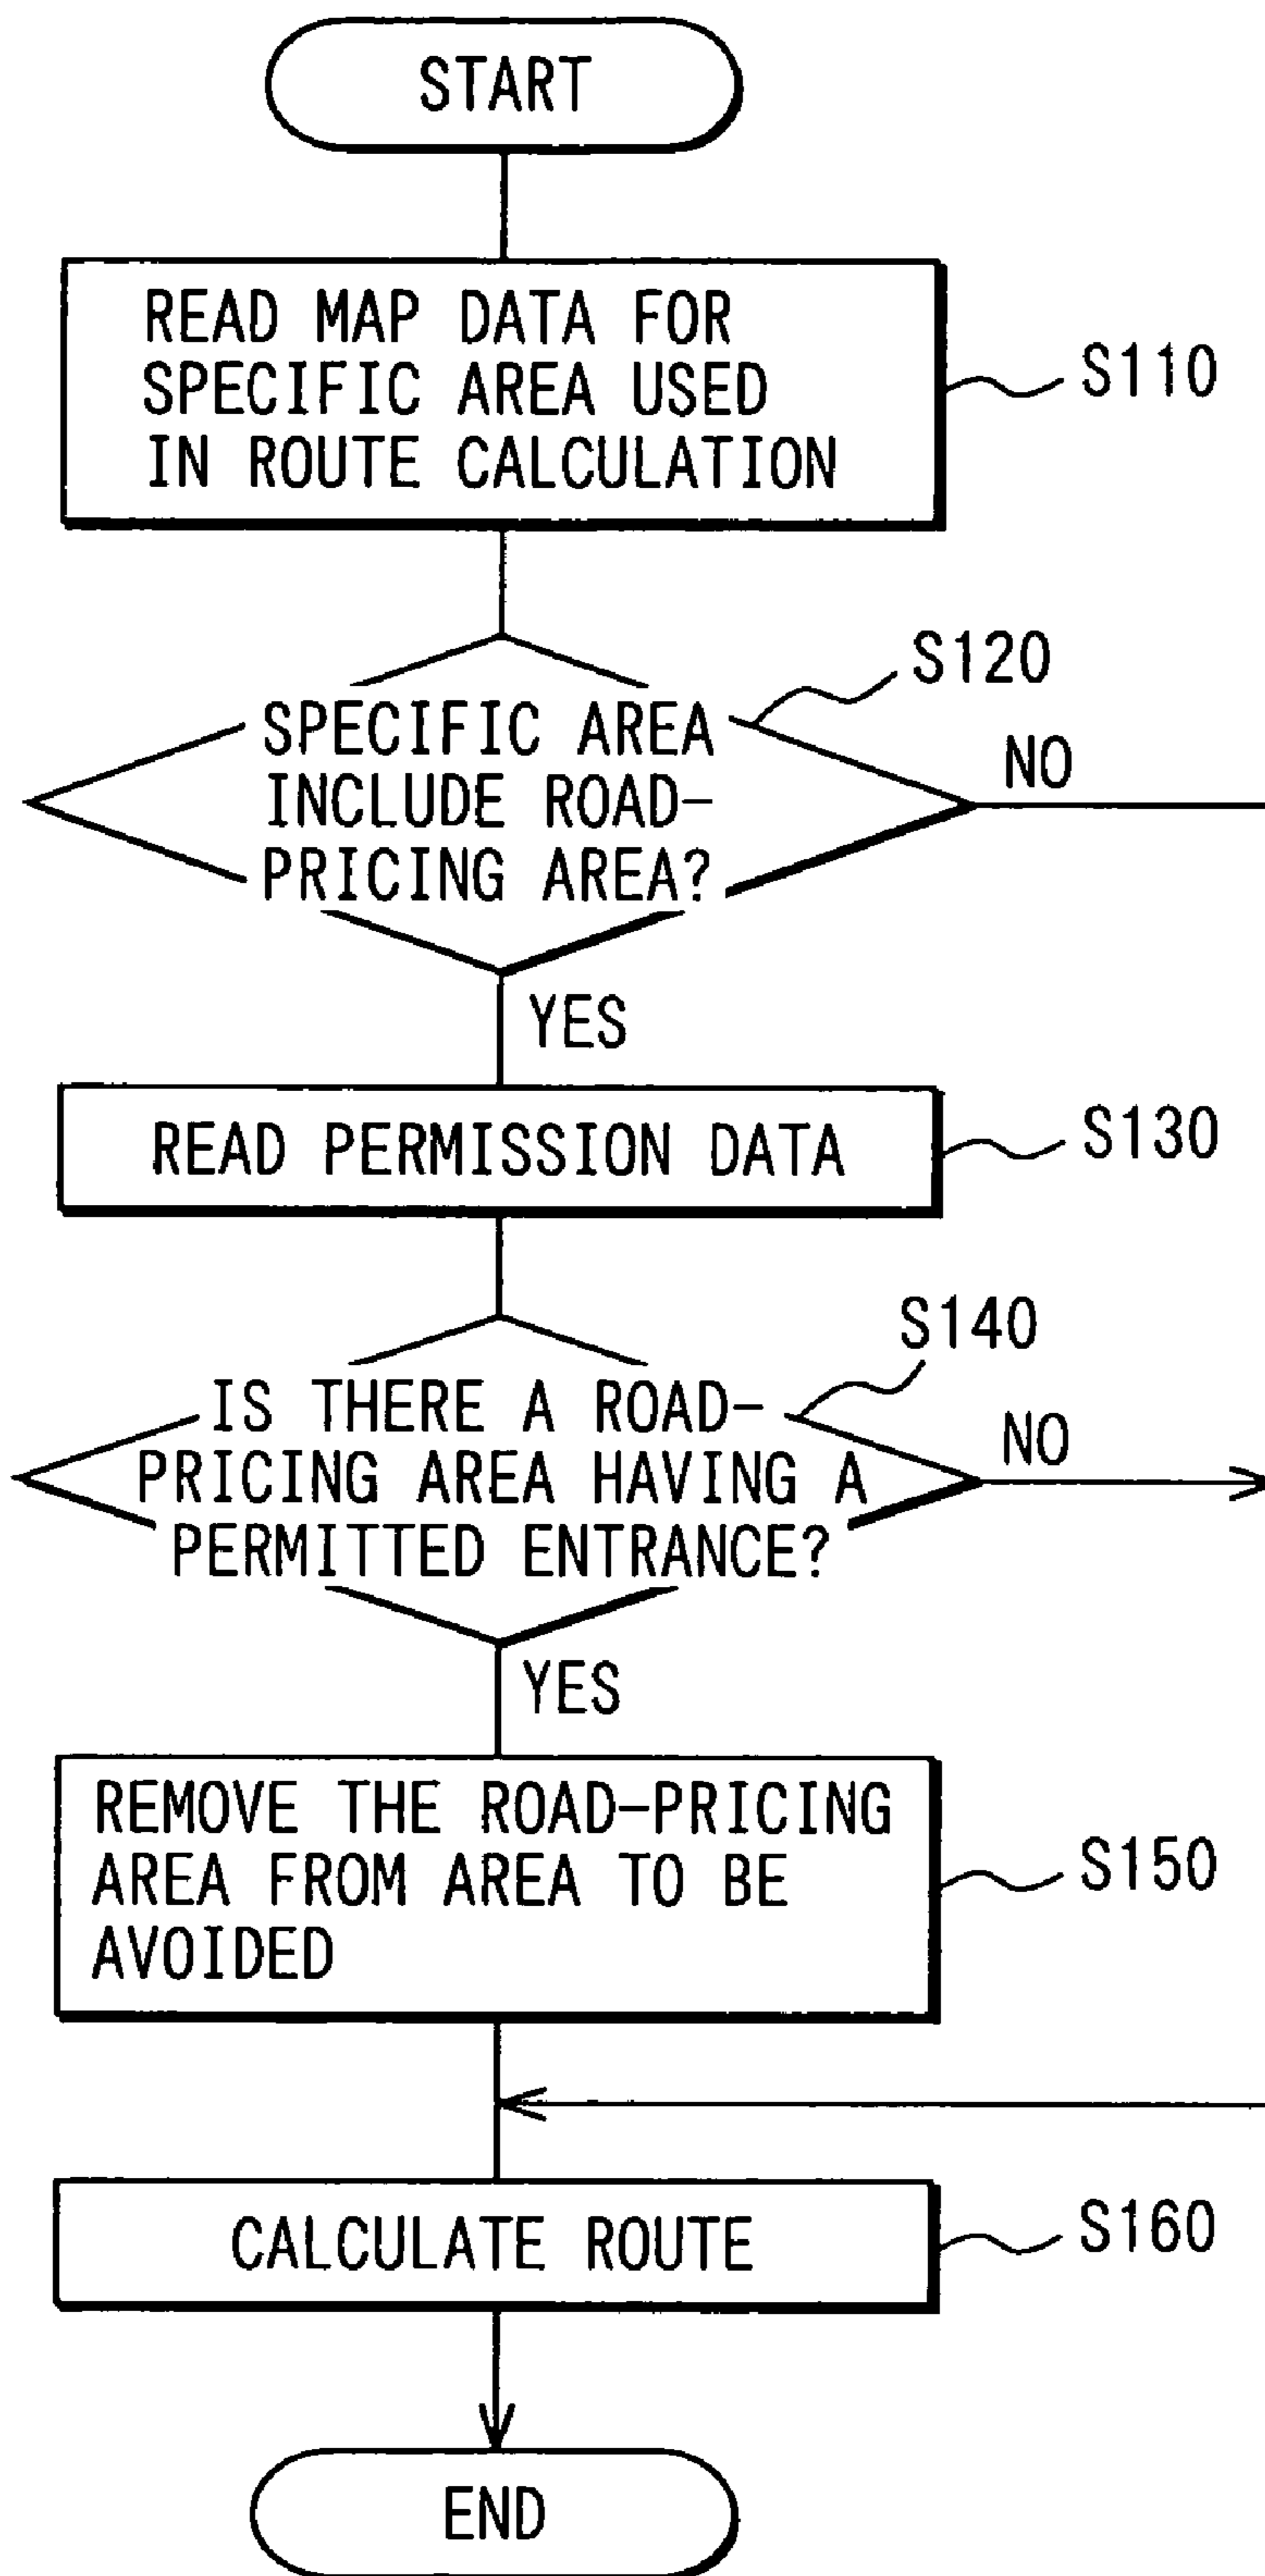 START
READ MAP DATA FOR
SPECIFIC AREA USED
IN ROUTE CALCULATION
S110
S120
SPECIFIC AREA
INCLUDE ROAD-
PRICING AREA?
NO
YES
READ PERMISSION DATA
S130
S140
IS THERE A ROAD-
PRICING AREA HAVING A
PERMITTED ENTRANCE?
NO
YES
REMOVE THE ROAD-PRICING
AREA FROM AREA TO BE
AVOIDED
S150
CALCULATE ROUTE
S160
END